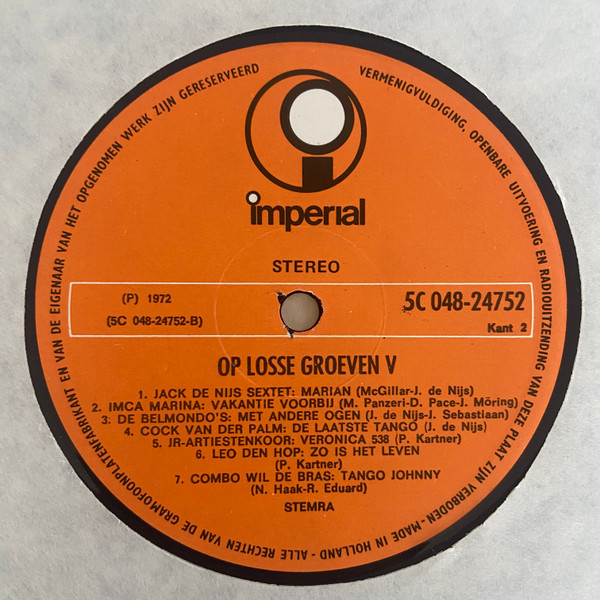 ALLE RECHTEN VAN DE GRAMOFOONPLATENFABRIKANT EN VAN DE EIGENAAR VAN HET OPGENOMEN WERK ZIJN GERESERVEERD
VERMENIGVULDIGING, OPENBARE UITVOERING EN RADIOUITZENDING VAN DEZE PLAAT ZIJN VERBODEN-MADE IN HOLLAND-
imperial
STEREO
(P) 1972
(5C 048-24752-B)
5C 048-24752
Kant 2
OP LOSSE GROEVEN V
1. JACK DE NIJS SEXTET: MARIAN (McGillar-J. de Nijs)
2. IMCA MARINA: VAKANTIE VOORBIJ (M. Panzeri-D. Pace-J. Möring)
3. DE BELMONDO'S: MET ANDERE OGEN (J. de Nijs-J. Sebastiaan)
4. COCK VAN DER PALM: DE LAATSTE TANGO (J. de Nijs)
5. JR-ARTIESTENKOOR: VERONICA 538 (P. Kartner)
6. LEO DEN HOP: ZO IS HET LEVEN
(P. Kartner)
7. COMBO WIL DE BRAS: TANGO JOHNNY
(N. Haak-R. Eduard)
STEMRA